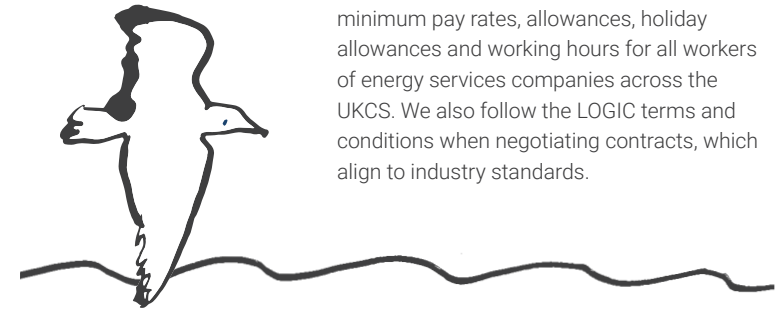 minimum pay rates, allowances, holiday
allowances and working hours for all workers
of energy services companies across the
UKCS. We also follow the LOGIC terms and
conditions when negotiating contracts, which
align to industry standards.